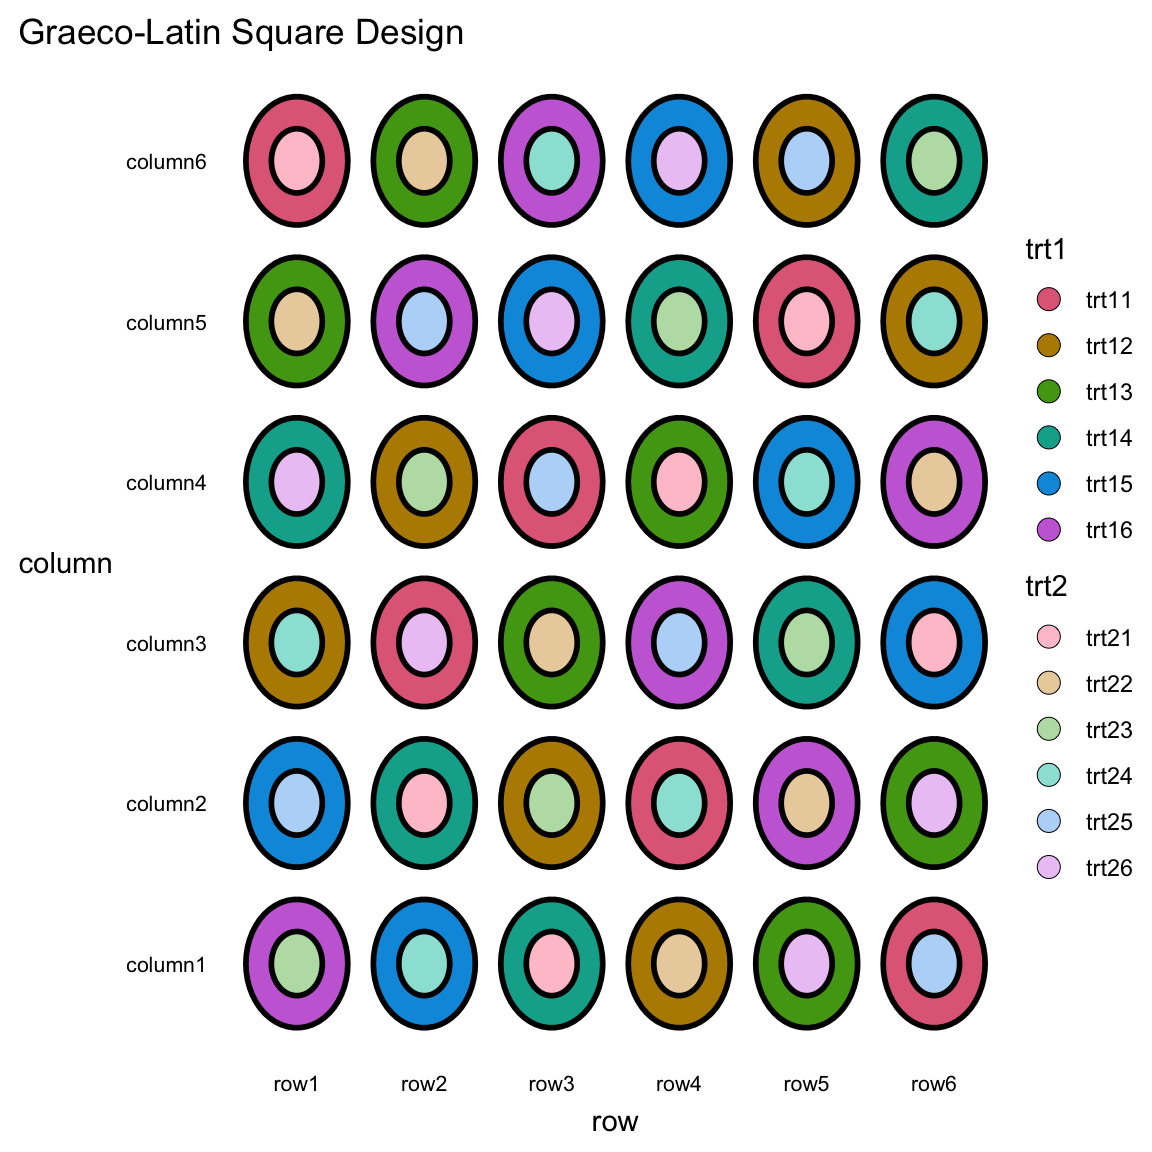 Graeco-Latin Square Design
column6
column5
column4
column3
column2
column1
column
row1 row2 row3 row4 row5 row6
row
trt1
trt11
trt12
trt13
trt14
trt15
trt16
trt2
trt21
trt22
trt23
trt24
trt25
trt26